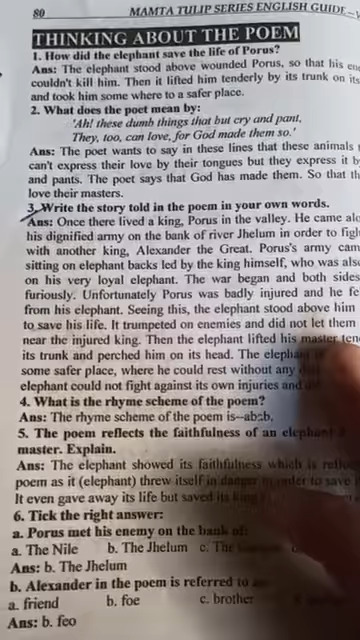 80 MAMTA TULIP SERIES ENGLISH GUIDE
THINKING ABOUT THE POEM
1. How did the elephant save the life of Porus?
Ans: The elephant stood above wounded Porus, so that his
couldn't kill him. Then it lifted him tenderly by its trunk on its
and took him some where to a safer place.
2. What does the poet mean by:
'Ah! these dumb things that but cry and pant,
They, too, can love, for God made them so.'
Ans: The poet wants to say in these lines that these animals
can't express their love by their tongues but they express it
and pants. The poet says that God has made them. So that
love their masters.
3. Write the story told in the poem in your own words.
Ans: Once there lived a king, Porus in the valley. He came
his dignified army on the bank of river Jhelum in order to
with another king, Alexander the Great. Porus's army
sitting on elephant backs led by the king himself, who was
on his very loyal elephant. The war began and both sides
furiously. Unfortunately Porus was badly injured and he
from his elephant. Seeing this, the elephant stood above him
to save his life. It trumpeted on enemies and did not let them
near the injured king. Then the elephant lifted his master
its trunk and perched him on its head. The
some safer place, where he could rest without any
elephant could not fight against its own injuries and
4. What is the rhyme scheme of the poem?
Ans: The rhyme scheme of the poem is--abcb.
5. The poem reflects the faithfulness of an elephant
master. Explain.
Ans: The elephant showed its faithfulness which is
poem as it (elephant) threw itself in danger in order to save
It even gave away its life but saved its king
6. Tick the right answer:
a. Porus met his enemy on the bank of:
a. The Nile b. The Jhelum c. The
Ans: b. The Jhelum
b. Alexander in the poem is referred to
a. friend b. foe c. brother
Ans: b. feo